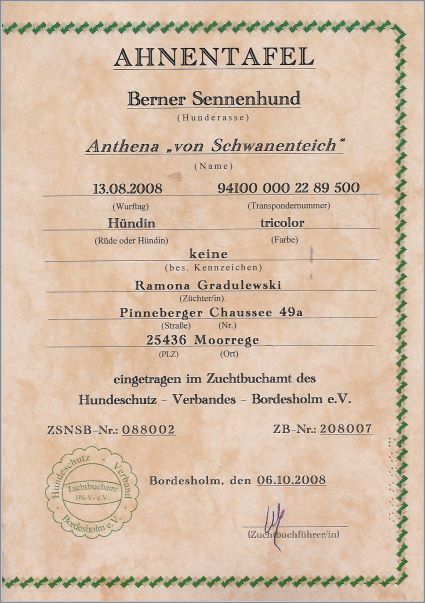 AHNENTAFEL
Berner Sennenhund
(Hunderasse)
Anthena „von Schwanenteich“
(Name)
13.08.2008 94100 000 22 89 500
(Wurftag) (Transpondernummer)
Hündin tricolor
(Rüde oder Hündin) (Farbe)
keine
(bes. Kennzeichen)
Ramona Gradulewski
(Züchter/in)
Pinneberger Chaussee 49a
(Straße) (Nr.)
25436 Moorrege
(PLZ) (Ort)
eingetragen im Zuchtbuchamt des
Hundeschutz – Verbandes – Bordesholm e.V.
ZSNSB-Nr.: 088002 ZB-Nr.: 208007
Hundeschutz - Verband -
Zuchtbuchamt
HS-V- e.V.
Bordesholm e.V.
Bordesholm, den 06.10.2008
(Zuchtbuchführer/in)